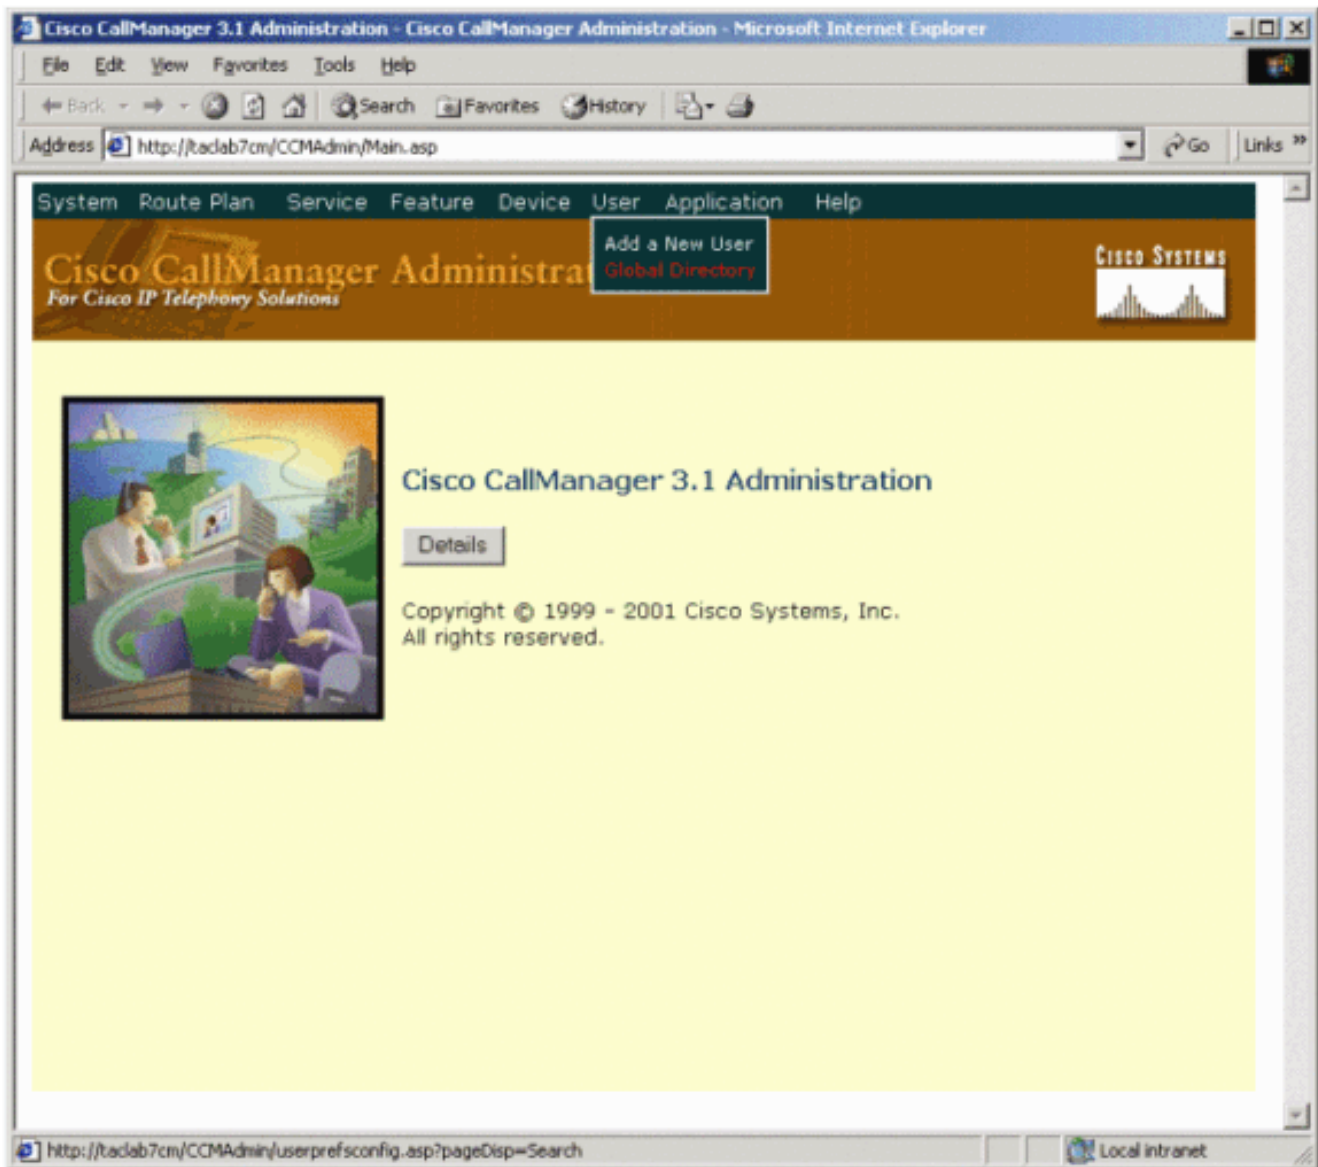 Cisco CallManager 3.1 Administration - Cisco CallManager Administration - Microsoft Internet Explorer
File Edit View Favorites Tools Help
Back Search Favorites History
Address http://taclab7cm/CCMAdmin/Main.asp Go Links »
System Route Plan Service Feature Device User Application Help
Add a New User
Global Directory
Cisco CallManager Administrat
For Cisco IP Telephony Solutions
CISCO SYSTEMS
Cisco CallManager 3.1 Administration
Details
Copyright © 1999 - 2001 Cisco Systems, Inc.
All rights reserved.
http://taclab7cm/CCMAdmin/userprefsconfig.asp?pageDisp=Search Local intranet